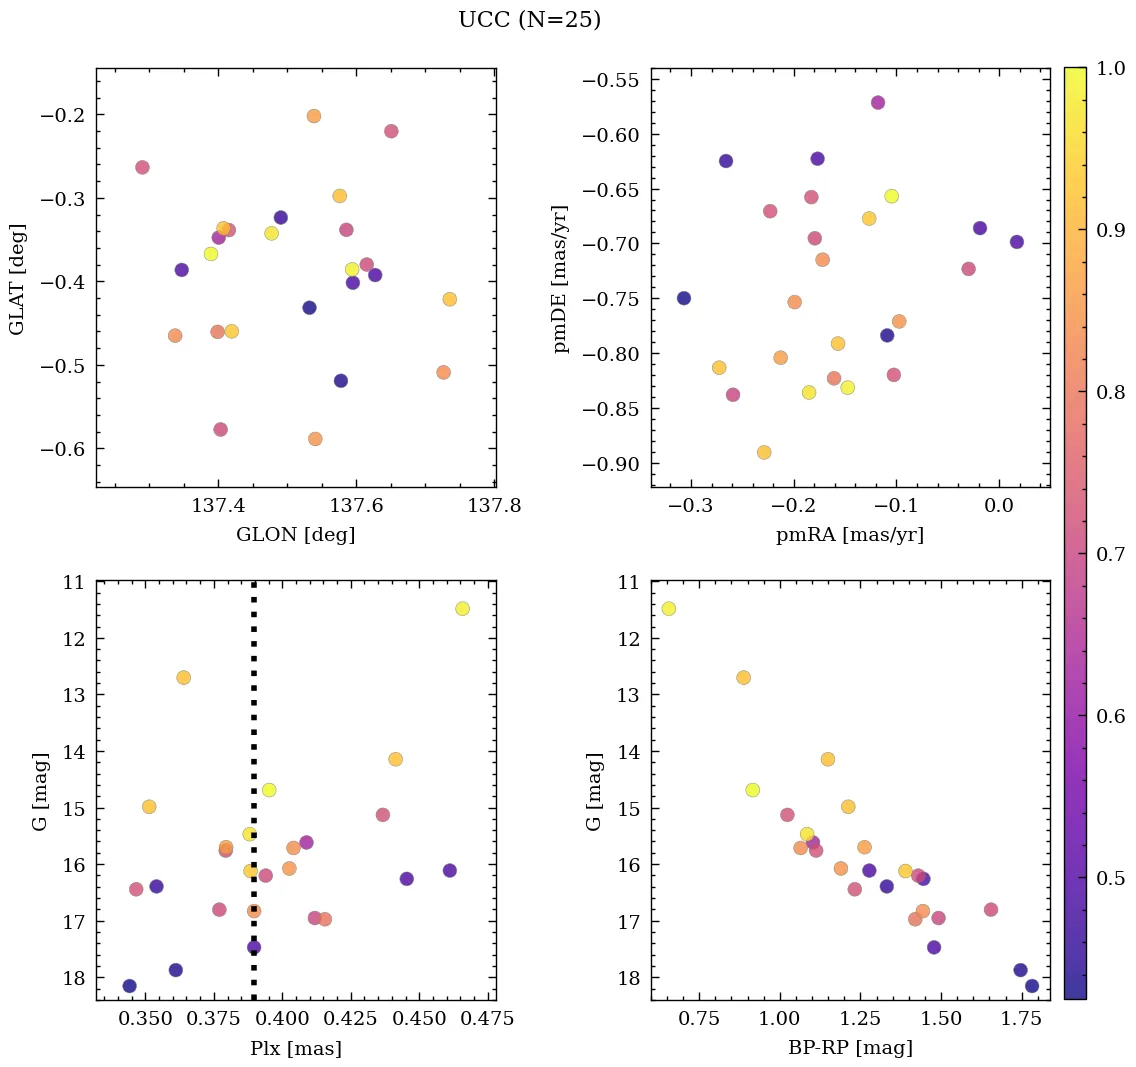 UCC (N=25)
−0.2
−0.3
−0.4
−0.5
−0.6
GLAT [deg]
137.4 137.6 137.8
GLON [deg]
−0.55
−0.60
−0.65
−0.70
−0.75
−0.80
−0.85
−0.90
pmDE [mas/yr]
−0.3 −0.2 −0.1 0.0
pmRA [mas/yr]
11
12
13
14
15
16
17
18
G [mag]
0.350 0.375 0.400 0.425 0.450 0.475
Plx [mas]
11
12
13
14
15
16
17
18
G [mag]
0.75 1.00 1.25 1.50 1.75
BP-RP [mag]
1.0
0.9
0.8
0.7
0.6
0.5